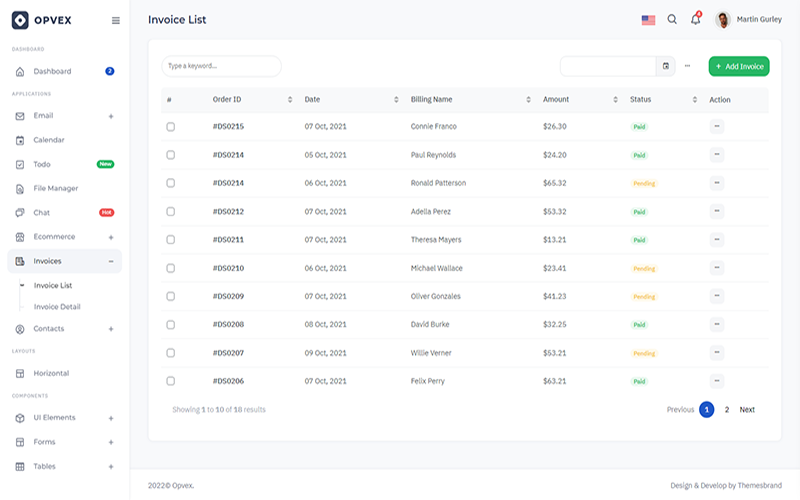 OPVEX
Invoice List
4
Martin Gurley
DASHBOARD
Dashboard 2
APPLICATIONS
Email +
Calendar
Todo New
File Manager
Chat Hot
Ecommerce +
Invoices −
Invoice List
Invoice Detail
Contacts +
LAYOUTS
Horizontal
COMPONENTS
UI Elements +
Forms +
Tables +
Type a keyword...
+ Add Invoice
# Order ID Date Billing Name Amount Status Action
#DS0215 07 Oct, 2021 Connie Franco $26.30 Paid
#DS0214 05 Oct, 2021 Paul Reynolds $24.20 Paid
#DS0214 06 Oct, 2021 Ronald Patterson $65.32 Pending
#DS0212 07 Oct, 2021 Adella Perez $53.32 Paid
#DS0211 07 Oct, 2021 Theresa Mayers $13.21 Paid
#DS0210 06 Oct, 2021 Michael Wallace $23.41 Pending
#DS0209 07 Oct, 2021 Oliver Gonzales $41.23 Pending
#DS0208 08 Oct, 2021 David Burke $32.25 Paid
#DS0207 09 Oct, 2021 Willie Verner $53.21 Pending
#DS0206 07 Oct, 2021 Felix Perry $63.21 Paid
Showing 1 to 10 of 18 results
Previous 1 2 Next
2022© Opvex.
Design & Develop by Themesbrand